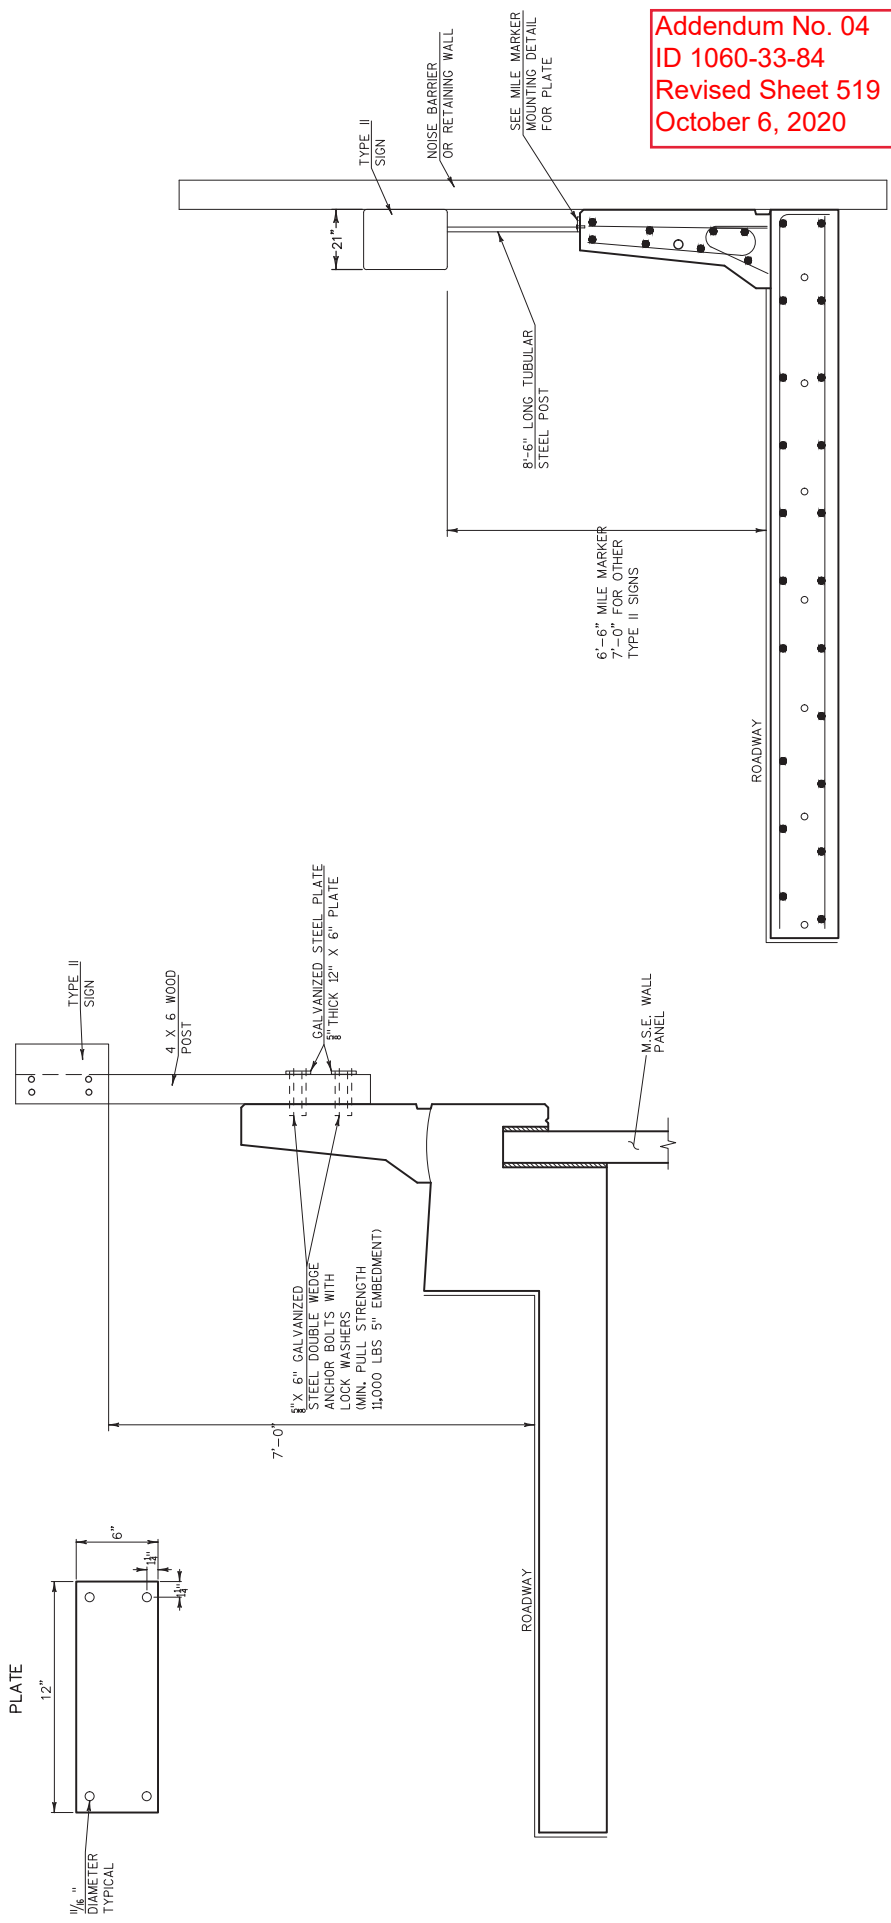 Addendum No. 04
ID 1060-33-84
Revised Sheet 519
October 6, 2020
PLATE
12"
6"
1¼"
1¼"
11/16 "
DIAMETER
TYPICAL
TYPE II
SIGN
4 X 6 WOOD
POST
GALVANIZED STEEL PLATE
⅝" THICK 12" X 6" PLATE
⅝" X 6" GALVANIZED
STEEL DOUBLE WEDGE
ANCHOR BOLTS WITH
LOCK WASHERS
(MIN. PULL STRENGTH
11,000 LBS 5" EMBEDMENT)
7'-0"
ROADWAY
M.S.E. WALL
PANEL
TYPE II
SIGN
NOISE BARRIER
OR RETAINING WALL
SEE MILE MARKER
MOUNTING DETAIL
FOR PLATE
21"
8'-6" LONG TUBULAR
STEEL POST
6'-6" MILE MARKER
7'-0" FOR OTHER
TYPE II SIGNS
ROADWAY